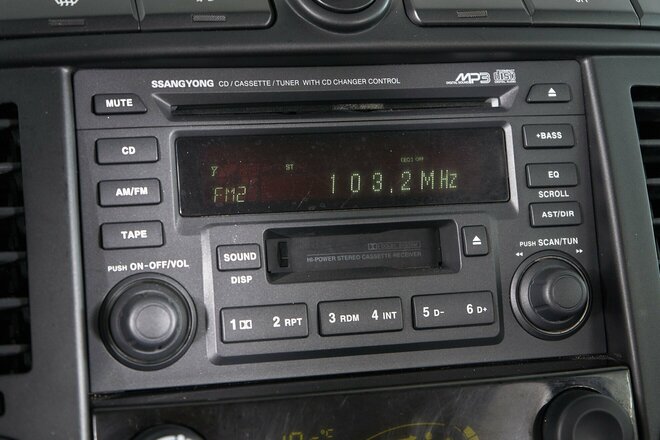 SSANGYONG CD / CASSETTE / TUNER WITH CD CHANGER CONTROL MP3
MUTE
CD
AM/FM
TAPE
PUSH ON-OFF/VOL
ST
FM2 103.2 MHz
+BASS
EQ
SCROLL
AST/DIR
PUSH SCAN/TUN
SOUND
DISP
HI-POWER STEREO CASSETTE RECEIVER
1 2 RPT 3 RDM 4 INT 5 D- 6 D+
°C